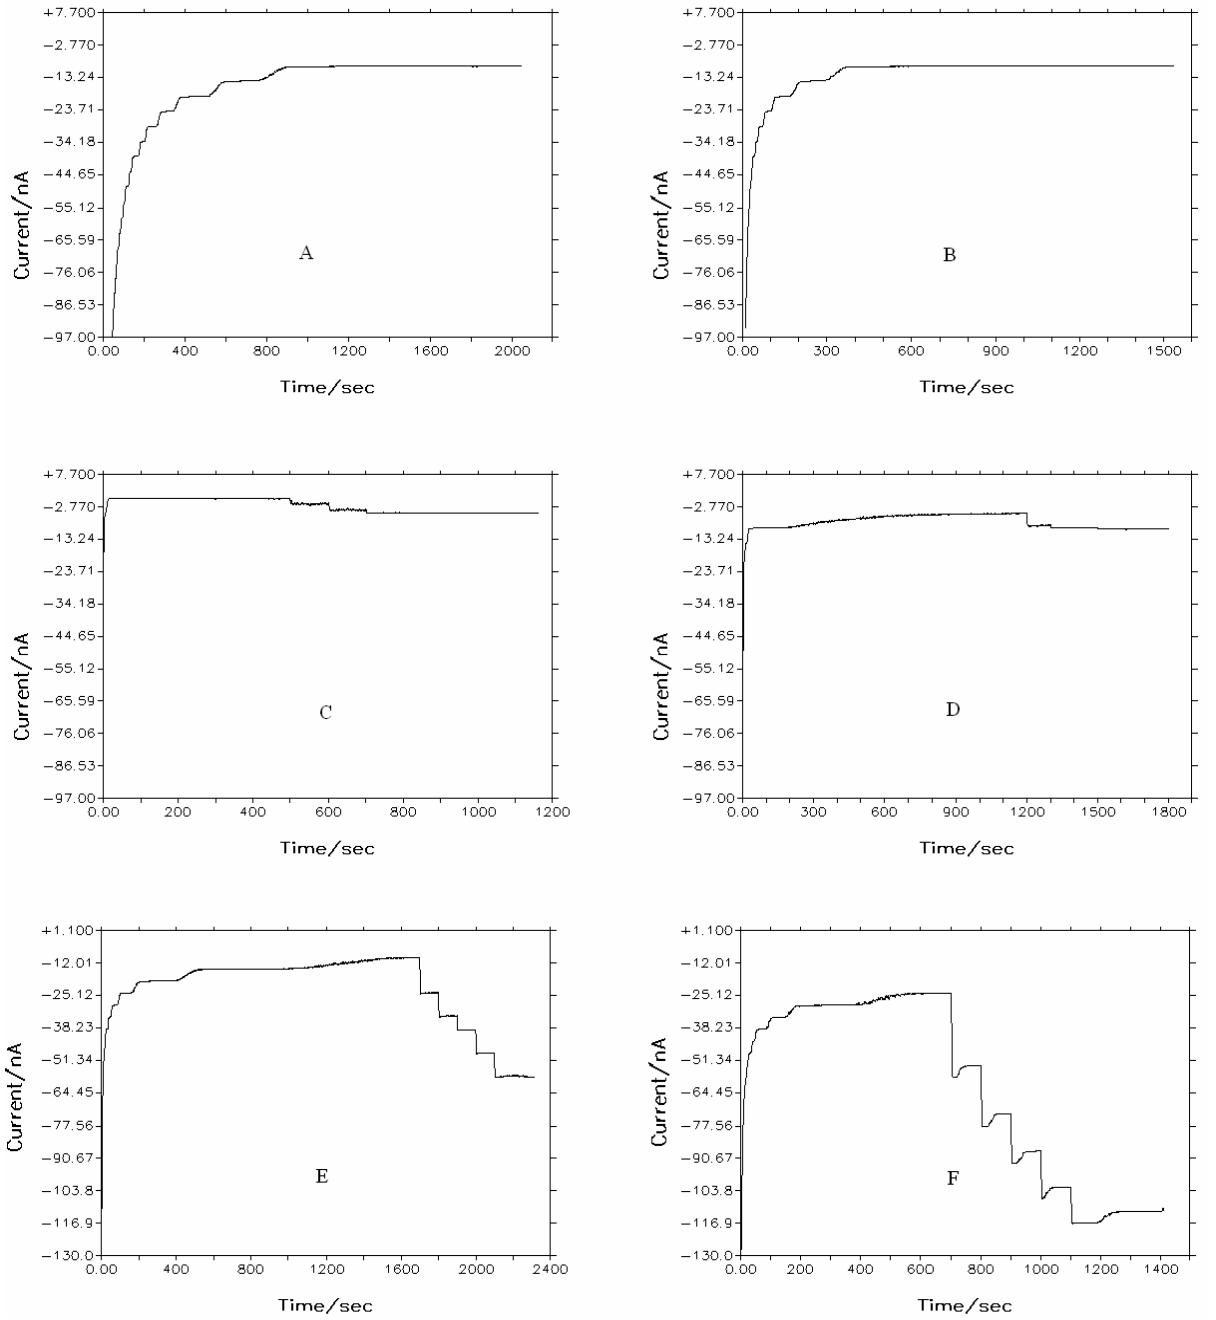 +7.700
-2.770
-13.24
-23.71
-34.18
-44.65
-55.12
-65.59
-76.06
-86.53
-97.00
Current/nA
A
0.00 400 800 1200 1600 2000
Time/sec
+7.700
-2.770
-13.24
-23.71
-34.18
-44.65
-55.12
-65.59
-76.06
-86.53
-97.00
Current/nA
B
0.00 300 600 900 1200 1500
Time/sec
+7.700
-2.770
-13.24
-23.71
-34.18
-44.65
-55.12
-65.59
-76.06
-86.53
-97.00
Current/nA
C
0.00 200 400 600 800 1000 1200
Time/sec
+7.700
-2.770
-13.24
-23.71
-34.18
-44.65
-55.12
-65.59
-76.06
-86.53
-97.00
Current/nA
D
0.00 300 600 900 1200 1500 1800
Time/sec
+1.100
-12.01
-25.12
-38.23
-51.34
-64.45
-77.56
-90.67
-103.8
-116.9
-130.0
Current/nA
E
0.00 400 800 1200 1600 2000 2400
Time/sec
+1.100
-12.01
-25.12
-38.23
-51.34
-64.45
-77.56
-90.67
-103.8
-116.9
-130.0
Current/nA
F
0.00 200 400 600 800 1000 1200 1400
Time/sec